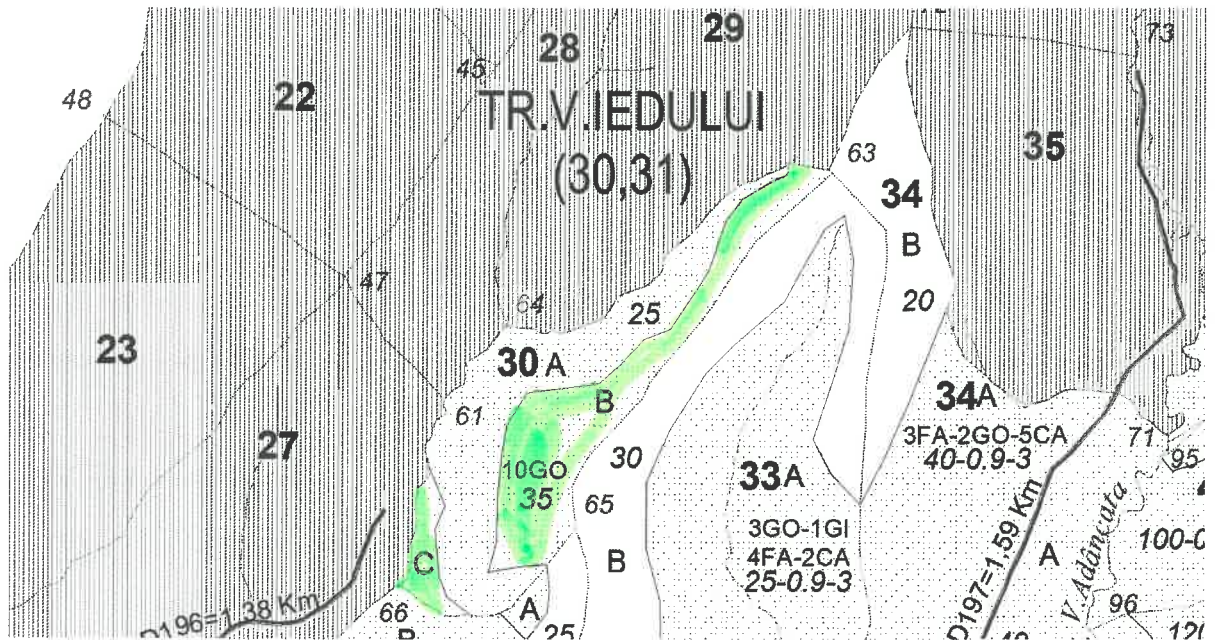 29
73
28
45
22
48
TR.V.IEDULUI
(30,31)
35
63
34
B
47
20
64
25
23
30 A
34A
B
61
3FA-2GO-5CA
40-0.9-3
71
27
30
10GO
35
33A
95
65
3GO-1GI
4FA-2CA
25-0.9-3
100-0
B
C
A
V. Adâncata
D197=1.59 Km
D196=1.38 Km
66
A
96
25